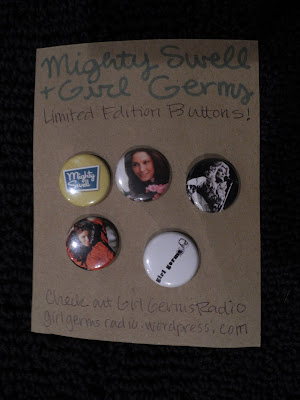 Mighty Swell
+ Girl Germs
Limited Edition Buttons!
Mighty
Swell
girl germs
Check out Girl Germs Radio
girlgermsradio.wordpress.com